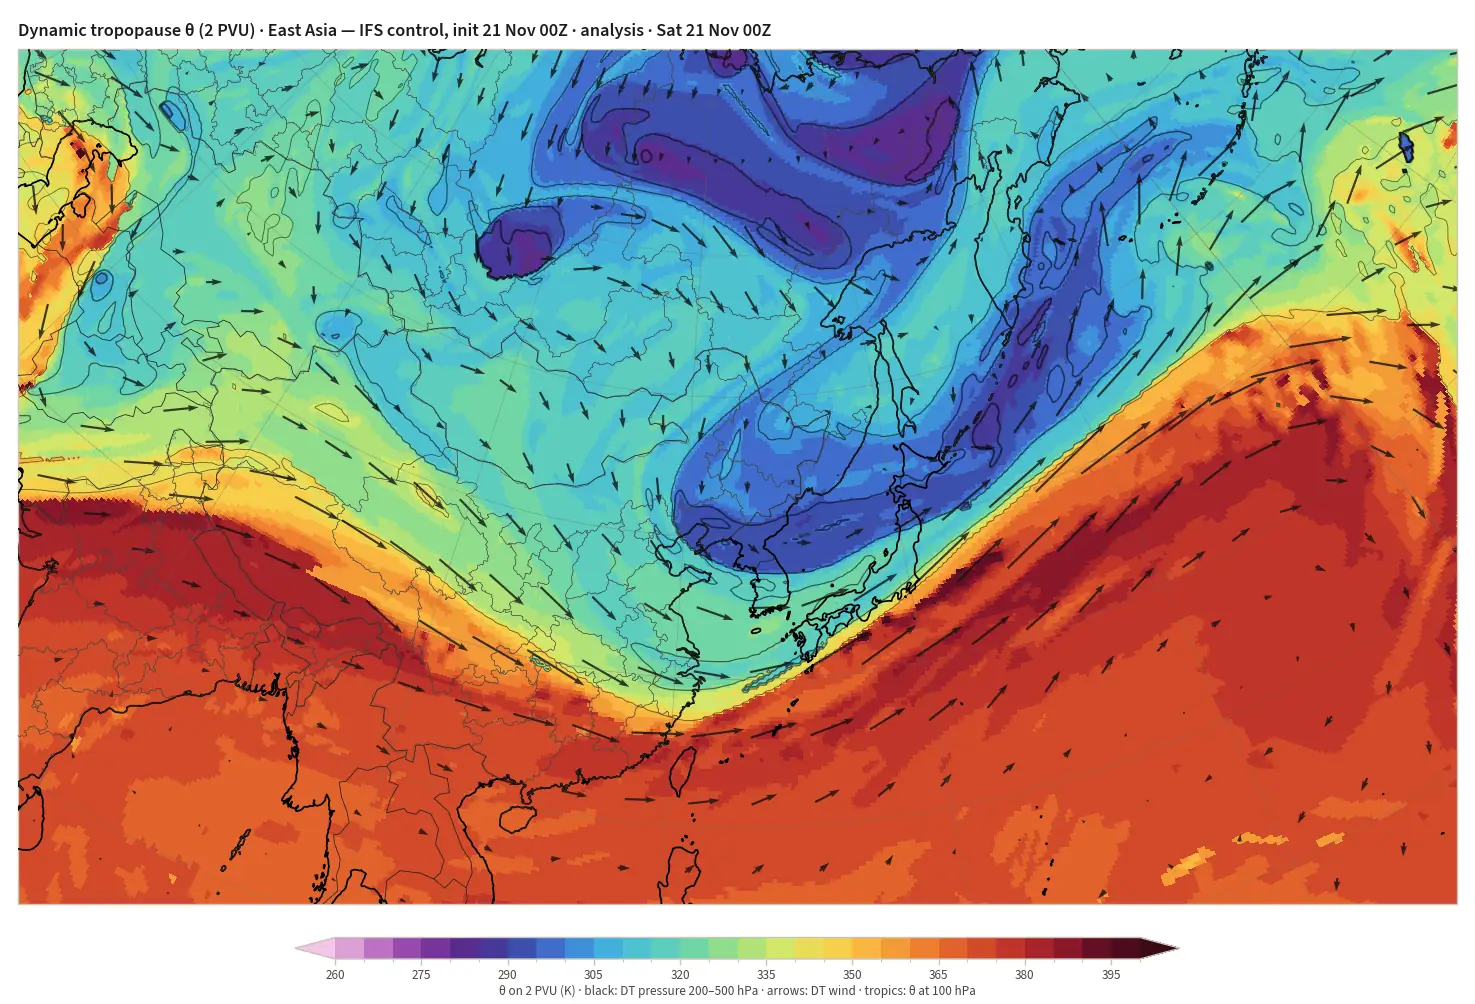 Dynamic tropopause θ (2 PVU) · East Asia — IFS control, init 21 Nov 00Z · analysis · Sat 21 Nov 00Z
260 275 290 305 320 335 350 365 380 395
θ on 2 PVU (K) · black: DT pressure 200–500 hPa · arrows: DT wind · tropics: θ at 100 hPa